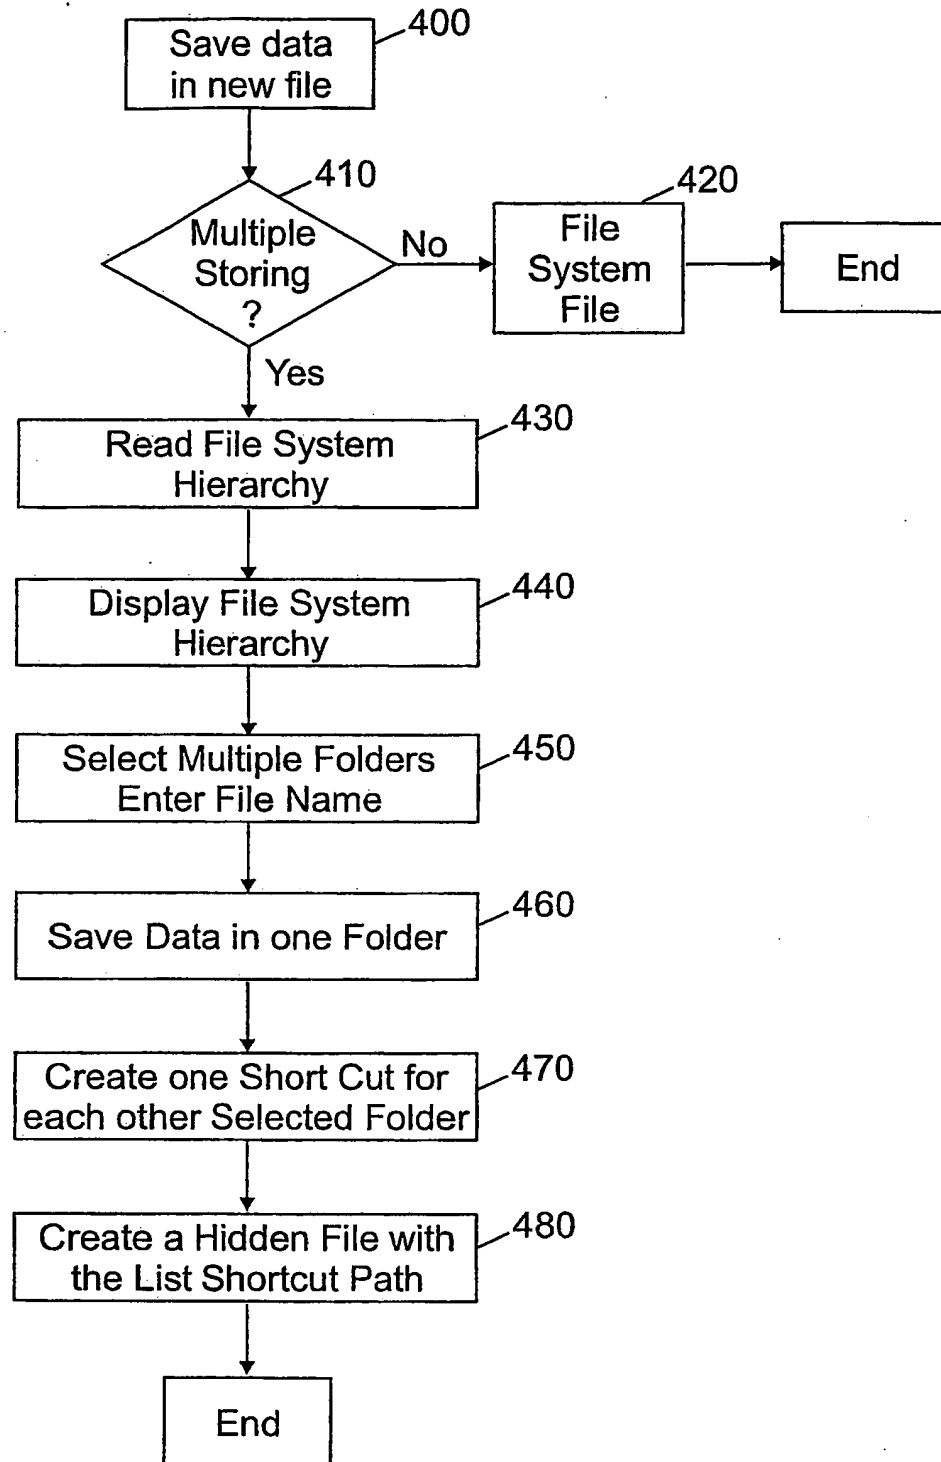 Save data
in new file
400
410
Multiple
Storing
?
No
420
File
System
File
End
Yes
Read File System
Hierarchy
430
Display File System
Hierarchy
440
Select Multiple Folders
Enter File Name
450
Save Data in one Folder
460
Create one Short Cut for
each other Selected Folder
470
Create a Hidden File with
the List Shortcut Path
480
End